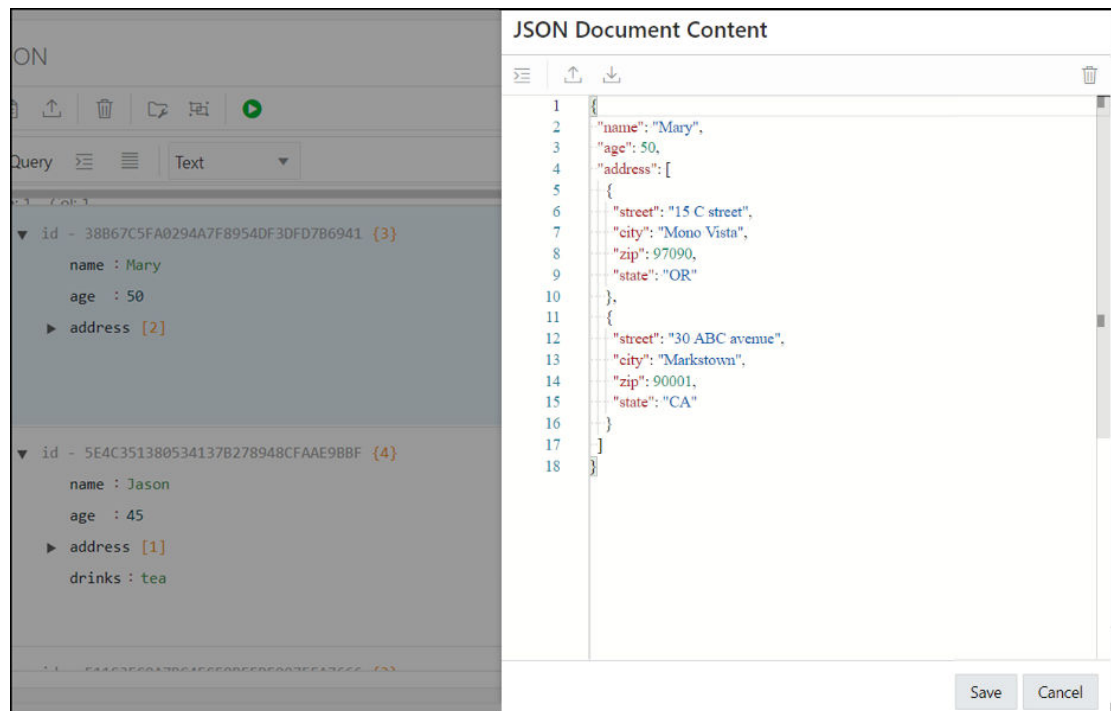 ON
Query
Text
id - 38B67C5FA0294A7F8954DF3DFD7B6941 {3}
name : Mary
age : 50
address [2]
id - 5E4C351380534137B278948CFAAE9BBF {4}
name : Jason
age : 45
address [1]
drinks : tea
JSON Document Content
1 {
2 "name": "Mary",
3 "age": 50,
4 "address": [
5 {
6 "street": "15 C street",
7 "city": "Mono Vista",
8 "zip": 97090,
9 "state": "OR"
10 },
11 {
12 "street": "30 ABC avenue",
13 "city": "Markstown",
14 "zip": 90001,
15 "state": "CA"
16 }
17 ]
18 }
Save Cancel